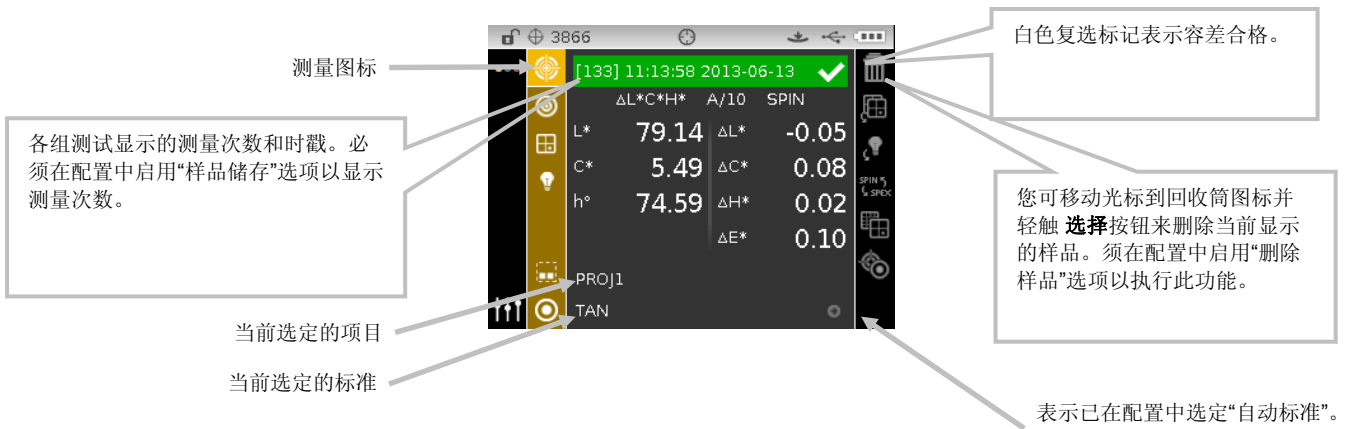 3866
白色复选标记表示容差合格。
测量图标
[133] 11:13:58 2013-06-13
ΔL*C*H* A/10 SPIN
各组测试显示的测量次数和时戳。必
须在配置中启用“样品储存”选项以显示
测量次数。
L* 79.14 ΔL* -0.05
C* 5.49 ΔC* 0.08
h° 74.59 ΔH* 0.02
ΔE* 0.10
SPIN
SPEX
您可移动光标到回收筒图标并
轻触 选择按钮来删除当前显示
的样品。须在配置中启用“删除
样品”选项以执行此功能。
PROJ1
TAN
当前选定的项目
当前选定的标准
表示已在配置中选定“自动标准”。